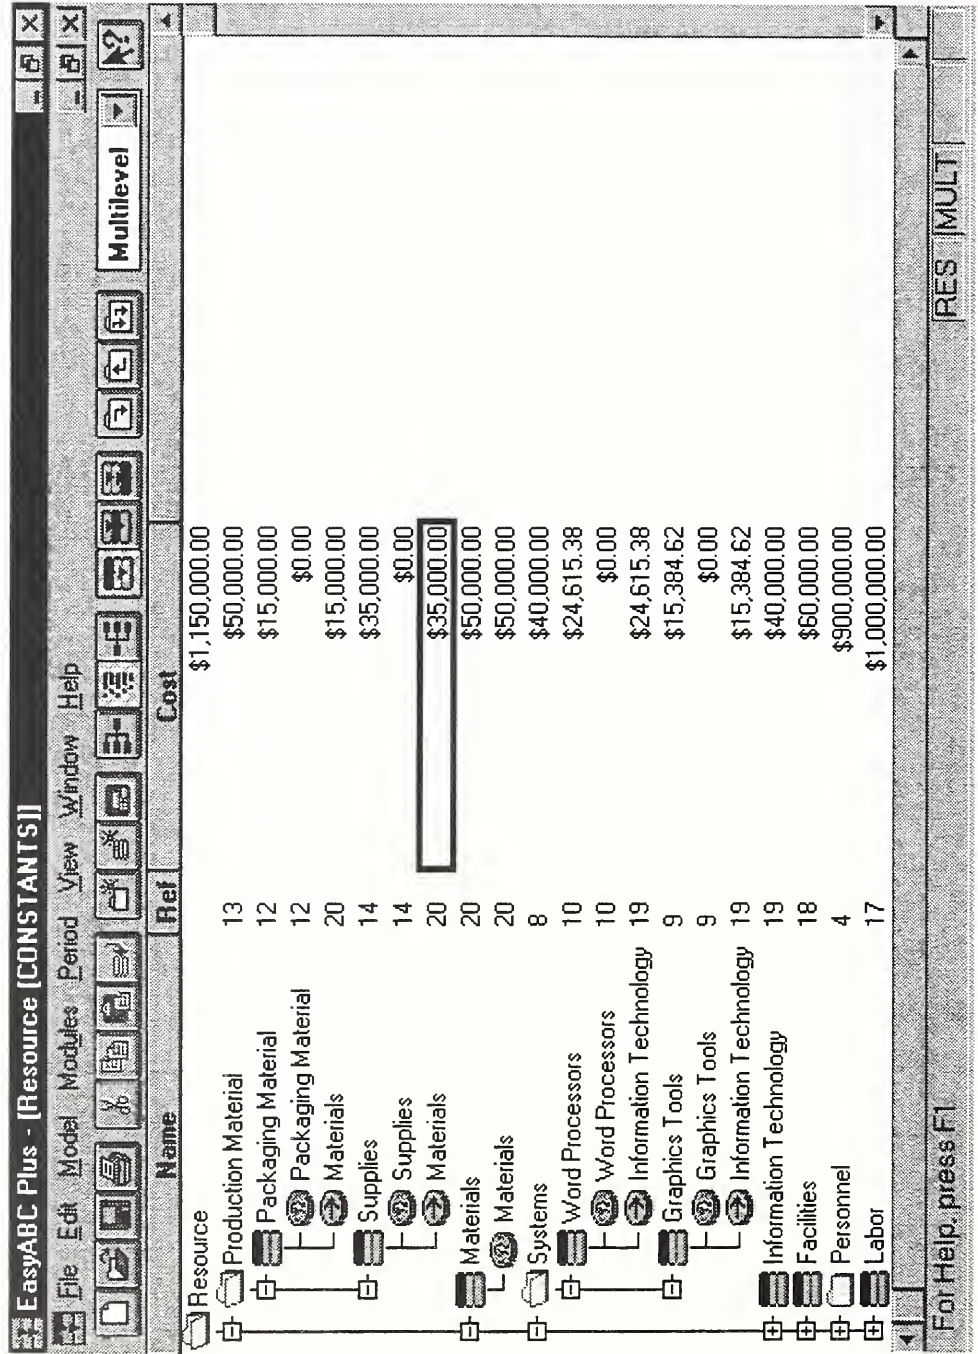 EasyABC Plus - [Resource [CONSTANTS]]
File Edit Model Modules Period View Window Help
Multilevel
Name Ref Cost
Resource $1,150,000.00
Production Material 13 $50,000.00
Packaging Material 12 $15,000.00
Packaging Material 12 $0.00
Materials 20 $15,000.00
Supplies 14 $35,000.00
Supplies 14 $0.00
Materials 20 $35,000.00
Materials 20 $50,000.00
Materials 20 $50,000.00
Systems 8 $40,000.00
Word Processors 10 $24,615.38
Word Processors 10 $0.00
Information Technology 19 $24,615.38
Graphics Tools 9 $15,384.62
Graphics Tools 9 $0.00
Information Technology 19 $15,384.62
Information Technology 19 $40,000.00
Facilities 18 $60,000.00
Personnel 4 $900,000.00
Labor 17 $1,000,000.00
For Help, press F1 RES MULT